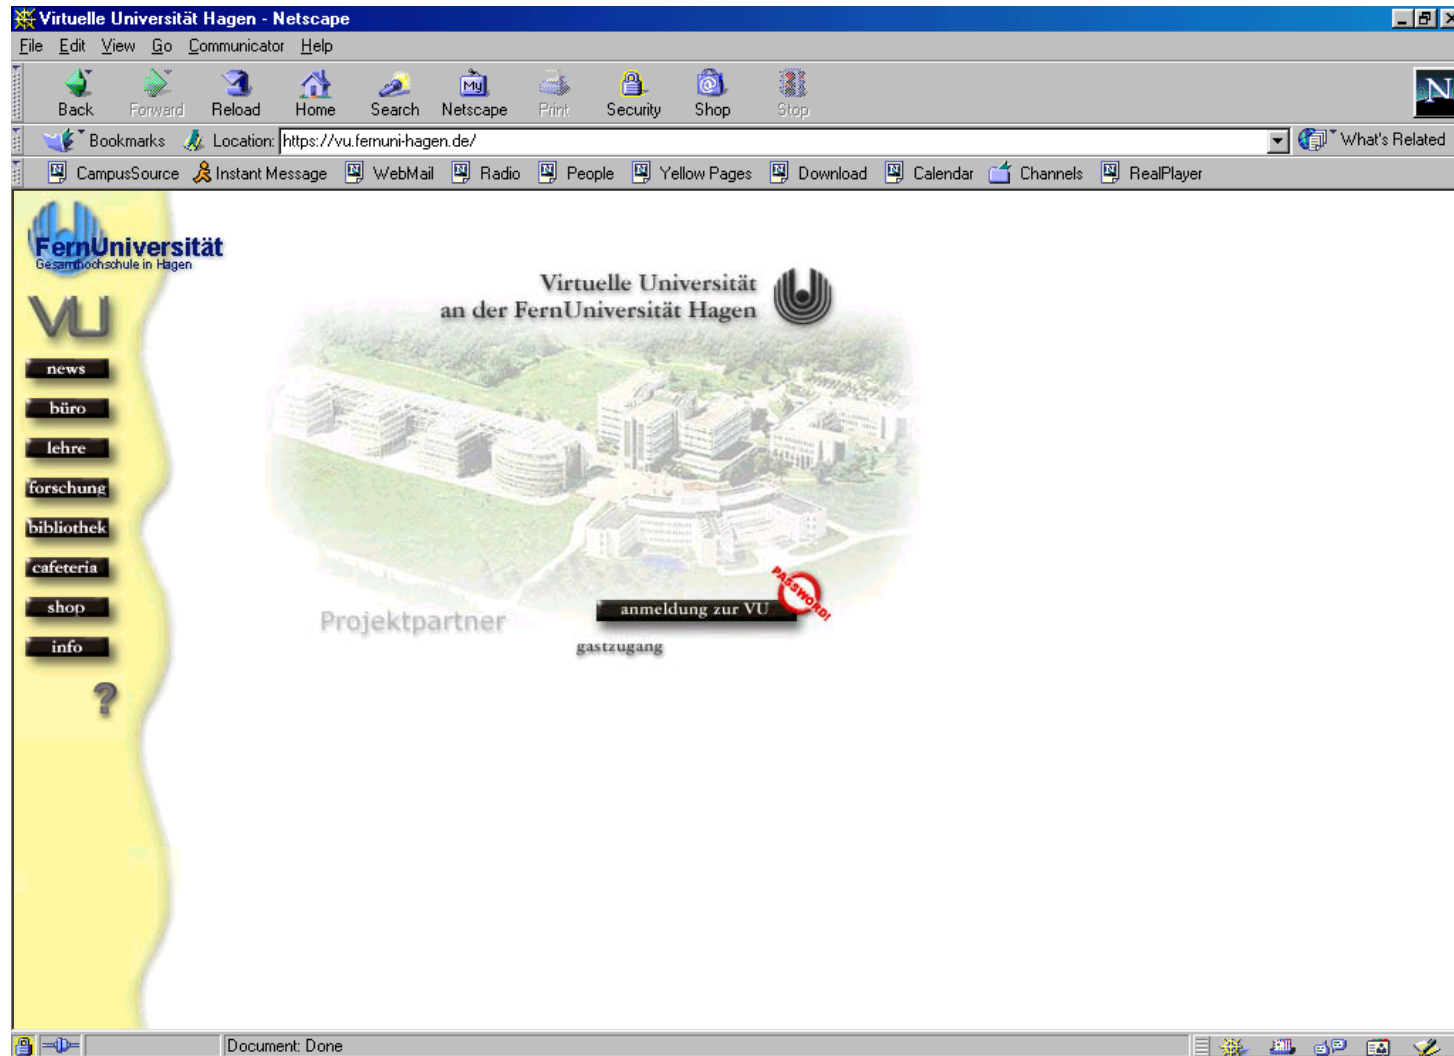 Virtuelle Universität Hagen - Netscape
File Edit View Go Communicator Help
My
N
Back Forward Reload Home Search Netscape Print Security Shop Stop
Bookmarks Location: https://vu.fernuni-hagen.de/ What's Related
CampusSource Instant Message WebMail Radio People Yellow Pages Download Calendar Channels RealPlayer
FernUniversität
Gesamthochschule in Hagen
VU
news
büro
lehre
forschung
bibliothek
cafeteria
shop
info
?
Virtuelle Universität
an der FernUniversität Hagen
PASSWORD!
anmeldung zur VU
Projektpartner
gastzugang
Document: Done